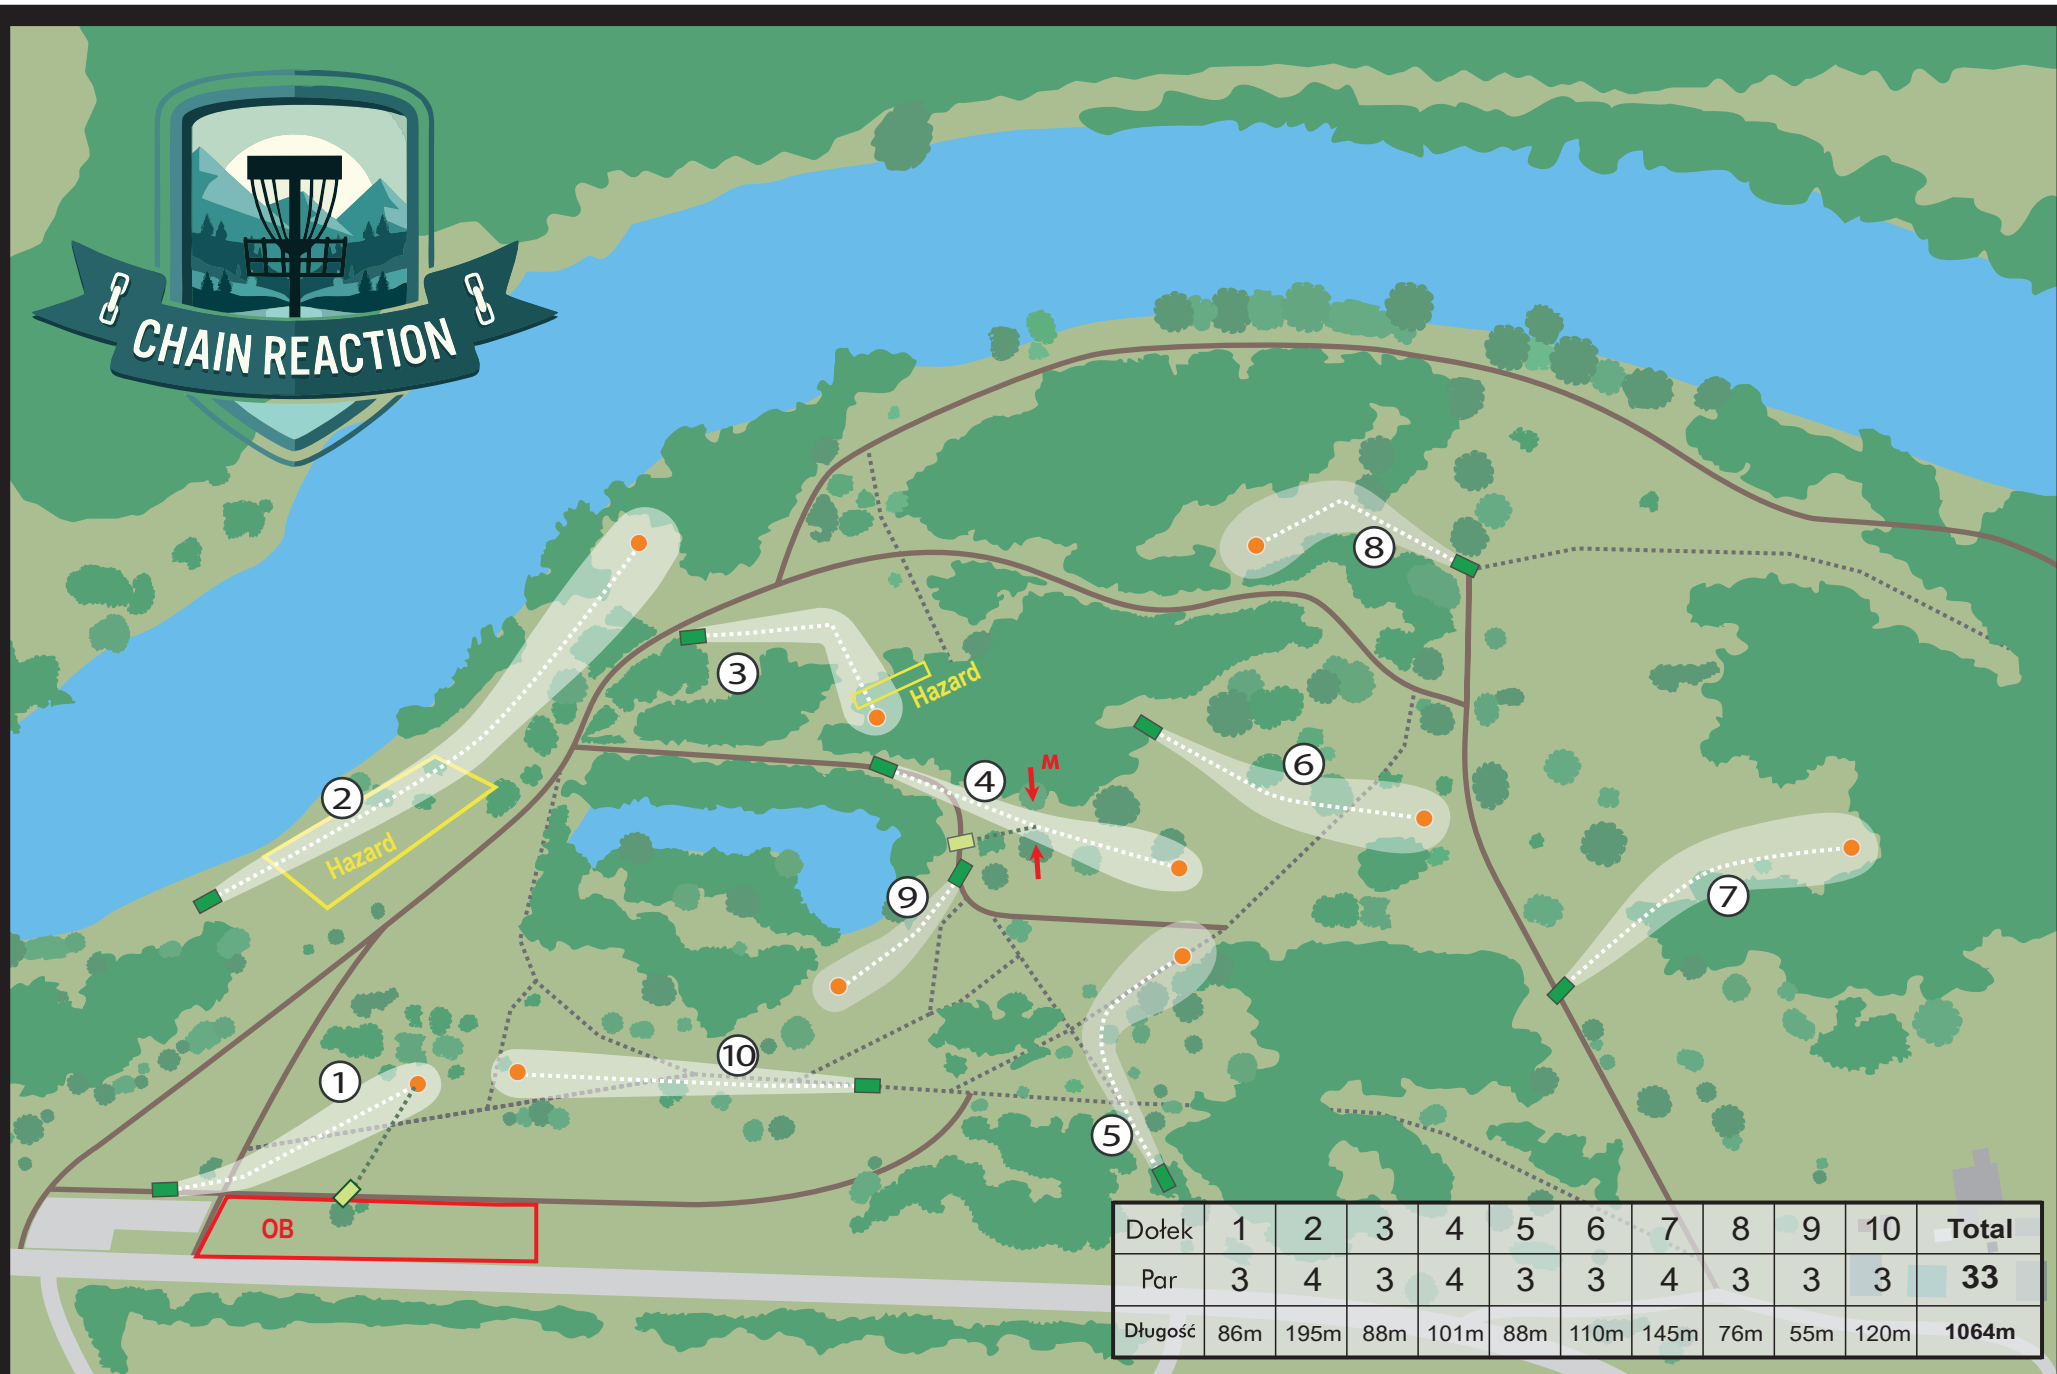 CHAIN REACTION
8
3
Hazard
M
4
6
2
Hazard
9
7
10
1
5
OB
Dołek 1 2 3 4 5 6 7 8 9 10 Total
Par 3 4 3 4 3 3 4 3 3 3 33
Długość 86m 195m 88m 101m 88m 110m 145m 76m 55m 120m 1064m